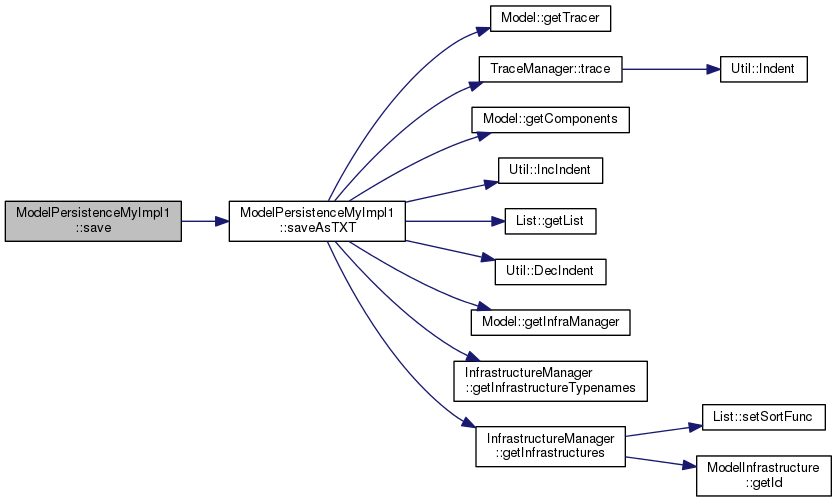 Model::getTracer
TraceManager::trace
Util::Indent
Model::getComponents
Util::IncIndent
ModelPersistenceMyImpl1
::save
ModelPersistenceMyImpl1
::saveAsTXT
List::getList
Util::DecIndent
Model::getInfraManager
InfrastructureManager
::getInfrastructureTypenames
InfrastructureManager
::getInfrastructures
List::setSortFunc
ModelInfrastructure
::getId